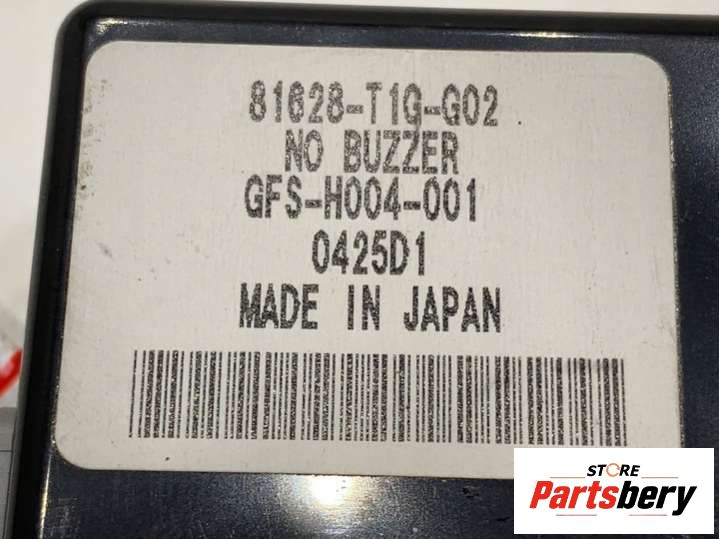 81628-T1G-G02
NO BUZZER
GFS-H004-001
0425D1
MADE IN JAPAN
STORE
Partsbery